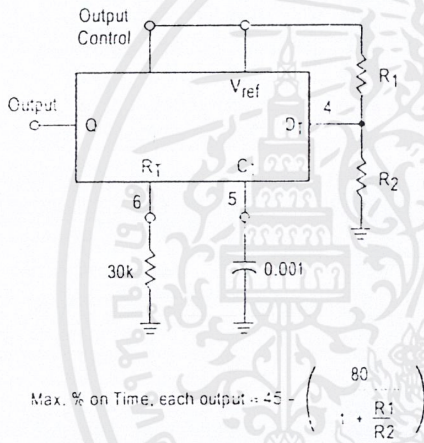 Output
Control
Output
Q
Vref
4
DT
R1
R2
RT
CT
6
5
30k
0.001
Max. % on Time, each output = 45 - ( 80 / 1 + R1/R2 )